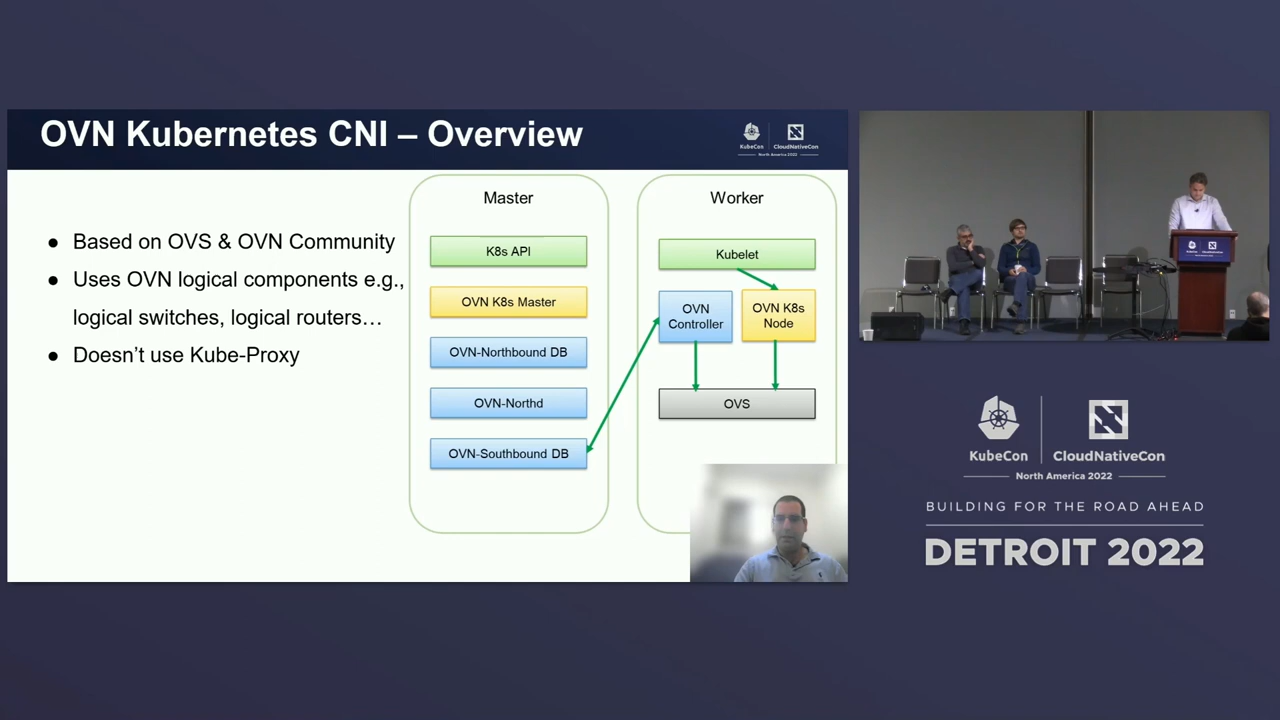 OVN Kubernetes CNI – Overview
KubeCon
CloudNativeCon
North America 2022
● Based on OVS & OVN Community
● Uses OVN logical components e.g.,
logical switches, logical routers…
● Doesn’t use Kube-Proxy
Master
K8s API
OVN K8s Master
OVN-Northbound DB
OVN-Northd
OVN-Southbound DB
Worker
Kubelet
OVN
Controller
OVN K8s
Node
OVS
KubeCon
CloudNativeCon
North America 2022
BUILDING FOR THE ROAD AHEAD
DETROIT 2022